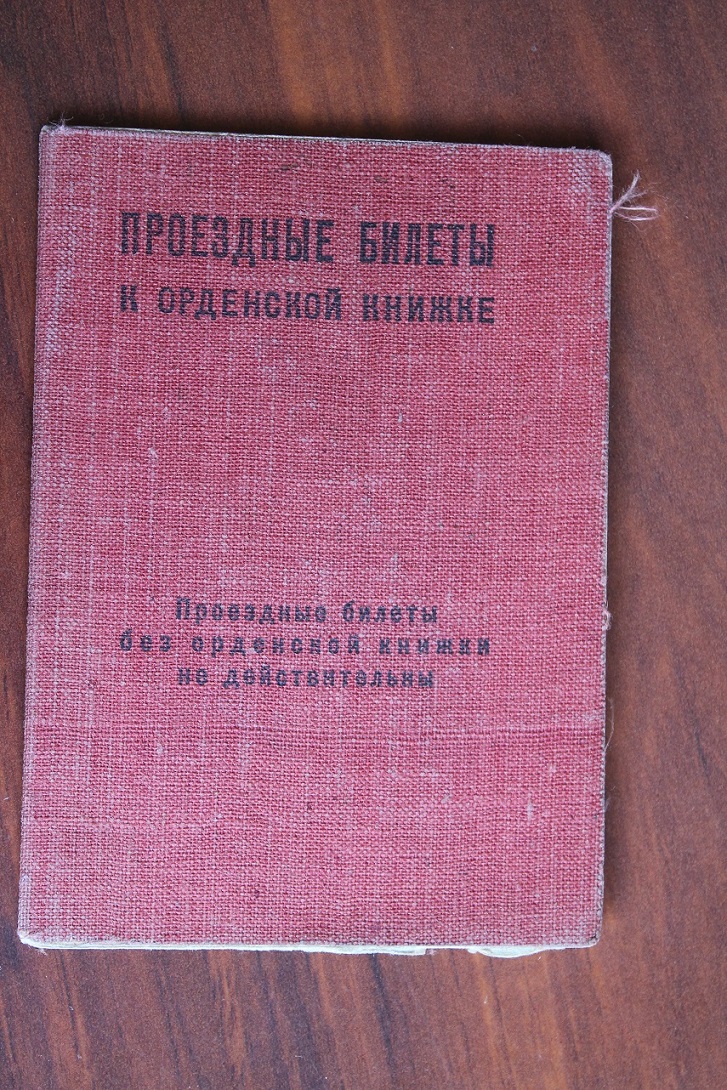 ПРОЕЗДНЫЕ БИЛЕТЫ
К ОРДЕНСКОЙ КНИЖКЕ
Проездные билеты
без орденской книжки
не действительны